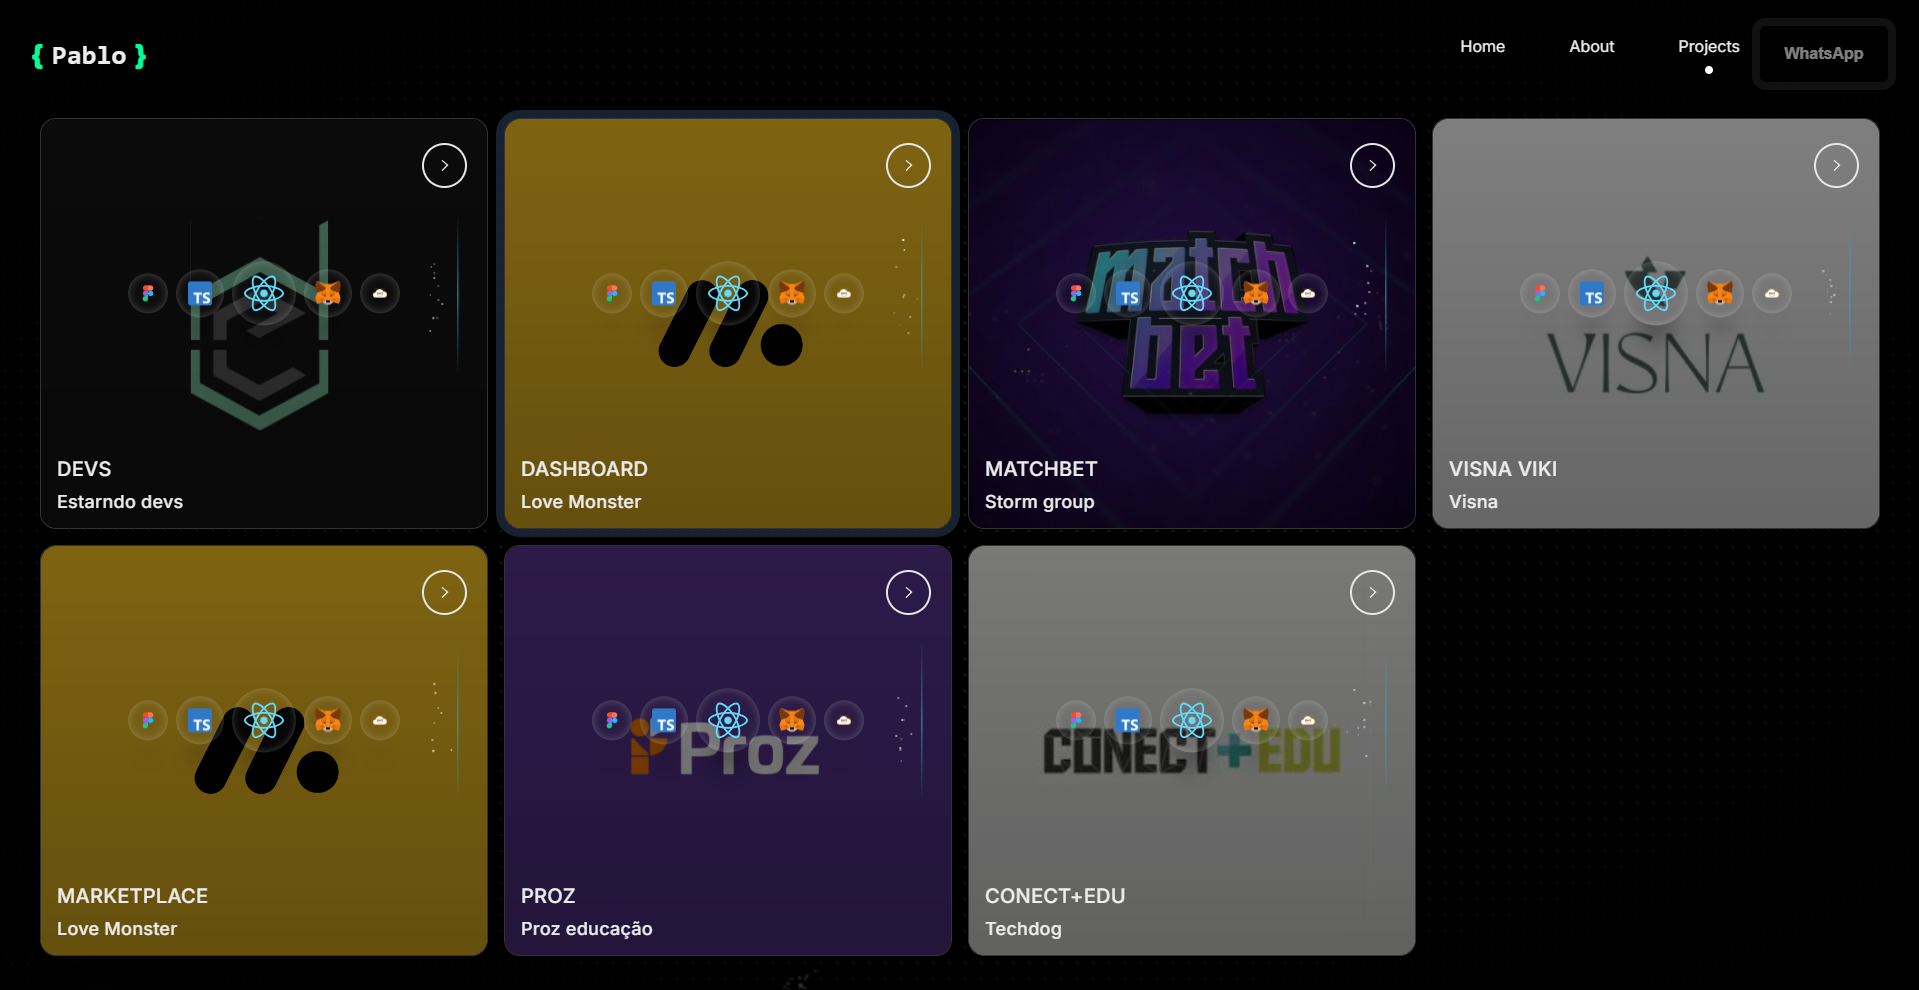 { Pablo }
Home
About
Projects
WhatsApp
TS
DEVS
Estarndo devs
TS
DASHBOARD
Love Monster
match
bet
TS
MATCHBET
Storm group
TS
VISNA
VISNA VIKI
Visna
TS
MARKETPLACE
Love Monster
TS
Proz
PROZ
Proz educação
TS
CONECT+EDU
CONECT+EDU
Techdog